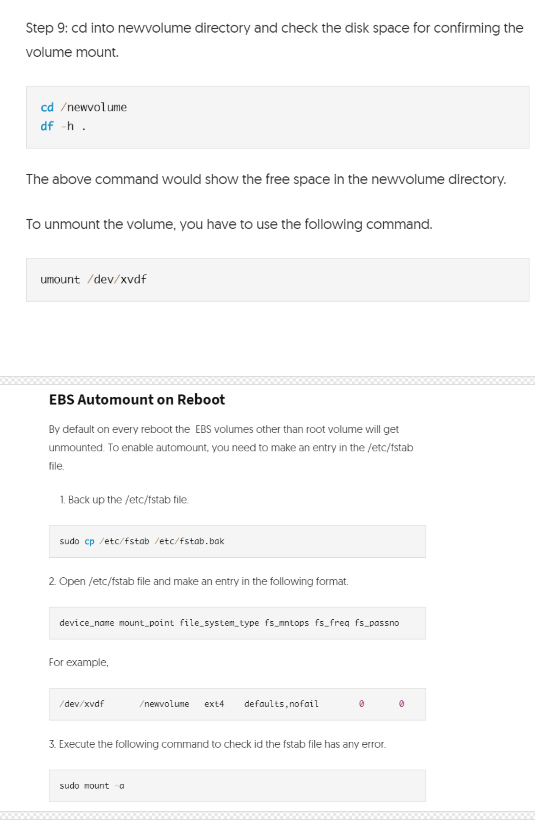 Step 9: cd into newvolume directory and check the disk space for confirming the
volume mount.
cd /newvolume
df -h .
The above command would show the free space in the newvolume directory.
To unmount the volume, you have to use the following command.
umount /dev/xvdf
EBS Automount on Reboot
By default on every reboot the EBS volumes other than root volume will get
unmounted. To enable automount, you need to make an entry in the /etc/fstab
file.
1. Back up the /etc/fstab file.
sudo cp /etc/fstab /etc/fstab.bak
2. Open /etc/fstab file and make an entry in the following format.
device_name mount_point file_system_type fs_mntops fs_freq fs_passno
For example,
/dev/xvdf /newvolume ext4 defaults,nofail 0 0
3. Execute the following command to check id the fstab file has any error.
sudo mount -a